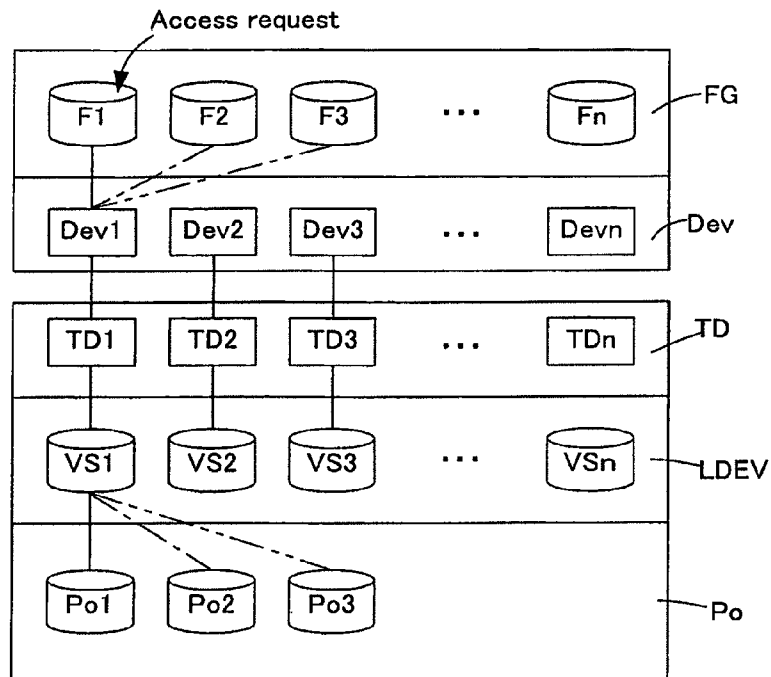 Access request
F1 F2 F3 ... Fn FG
Dev1 Dev2 Dev3 ... Devn Dev
TD1 TD2 TD3 ... TDn TD
VS1 VS2 VS3 ... VSn LDEV
Po1 Po2 Po3 Po